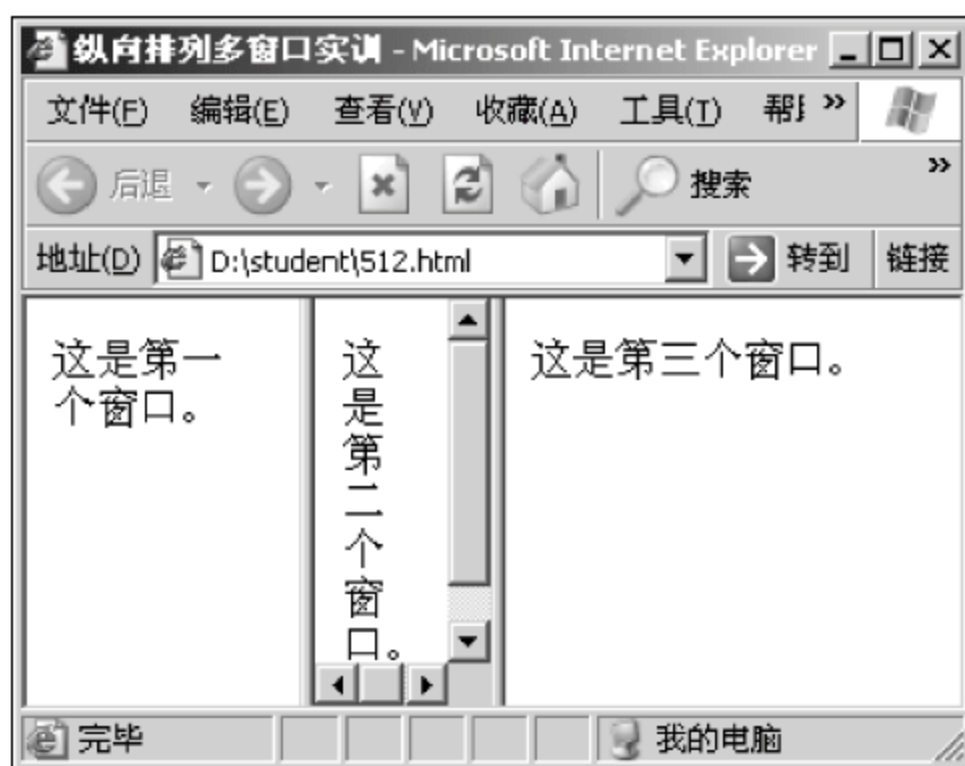 纵向排列多窗口实训 - Microsoft Internet Explorer
文件(F) 编辑(E) 查看(V) 收藏(A) 工具(T) »
后退 搜索 »
地址(D) D:\student\512.html 转到 链接
这是第一
个窗口。
这
是
第
二
个
窗
口。
这是第三个窗口。
完毕 我的电脑